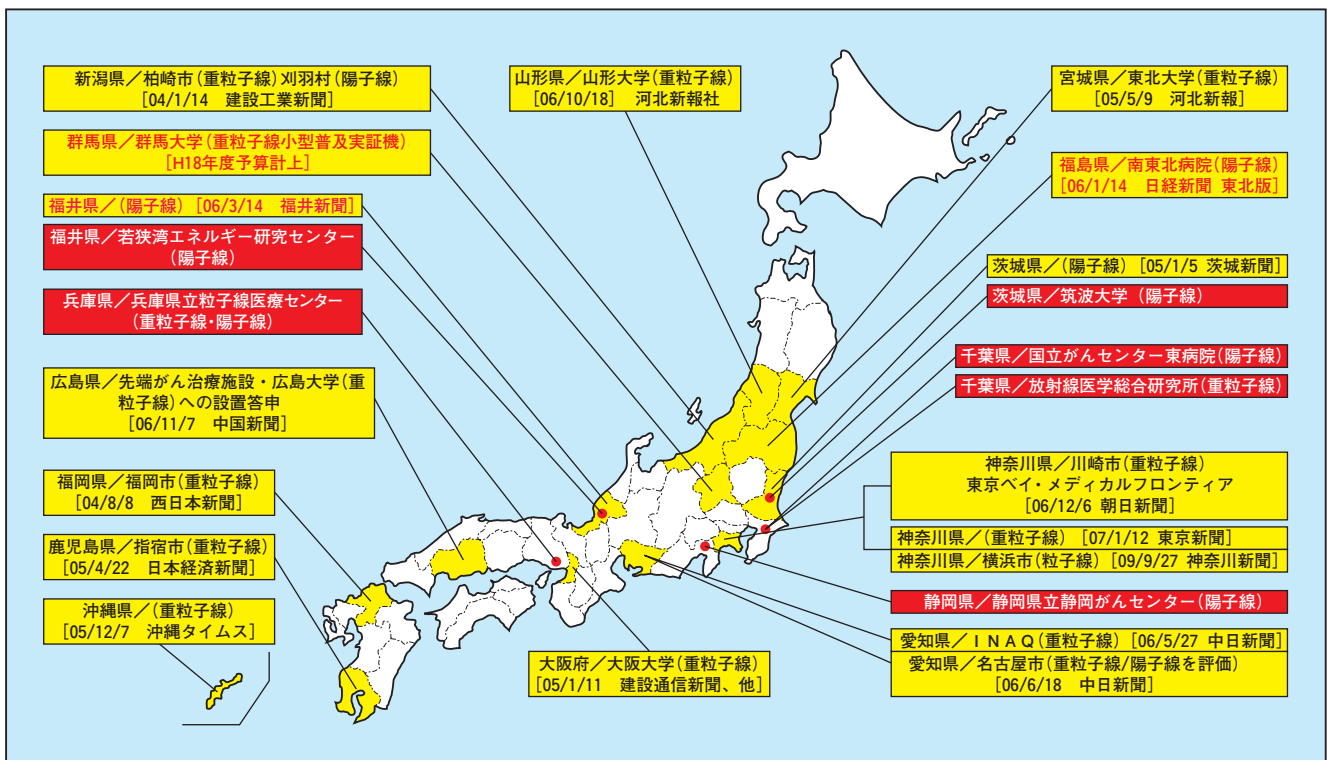 新潟県／柏崎市(重粒子線)刈羽村(陽子線)
[04/1/14　建設工業新聞]
群馬県／群馬大学(重粒子線小型普及実証機)
[H18年度予算計上]
福井県／(陽子線) [06/3/14　福井新聞]
福井県／若狭湾エネルギー研究センター
(陽子線)
兵庫県／兵庫県立粒子線医療センター
(重粒子線・陽子線)
広島県／先端がん治療施設・広島大学(重
粒子線)への設置答申
[06/11/7　中国新聞]
福岡県／福岡市(重粒子線)
[04/8/8　西日本新聞]
鹿児島県／指宿市(重粒子線)
[05/4/22　日本経済新聞]
沖縄県／(重粒子線)
[05/12/7　沖縄タイムス]
山形県／山形大学(重粒子線)
[06/10/18]　河北新報社
大阪府／大阪大学(重粒子線)
[05/1/11　建設通信新聞、他]
宮城県／東北大学(重粒子線)
[05/5/9　河北新報]
福島県／南東北病院(陽子線)
[06/1/14　日経新聞 東北版]
茨城県／(陽子線) [05/1/5 茨城新聞]
茨城県／筑波大学 (陽子線)
千葉県／国立がんセンター東病院(陽子線)
千葉県／放射線医学総合研究所(重粒子線)
神奈川県／川崎市(重粒子線)
東京ベイ・メディカルフロンティア
[06/12/6 朝日新聞]
神奈川県／(重粒子線) [07/1/12 東京新聞]
神奈川県／横浜市(粒子線) [09/9/27 神奈川新聞]
静岡県／静岡県立静岡がんセンター(陽子線)
愛知県／ＩＮＡＱ(重粒子線) [06/5/27 中日新聞]
愛知県／名古屋市(重粒子線/陽子線を評価)
[06/6/18　中日新聞]